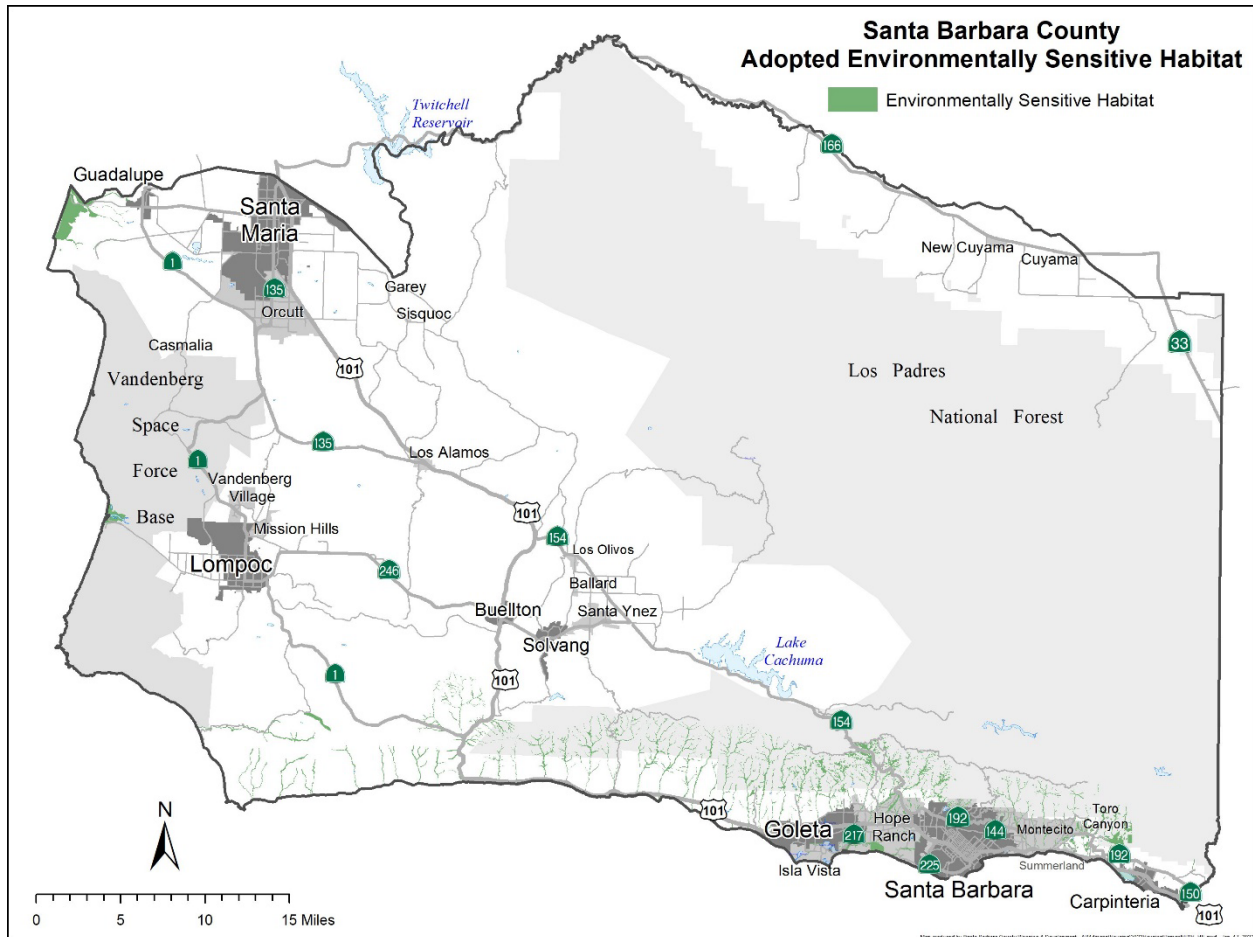 Santa Barbara County
Adopted Environmentally Sensitive Habitat
Environmentally Sensitive Habitat
Twitchell
Reservoir
166
Guadalupe
Santa
Maria
1
135
Orcutt
Garey
Sisquoc
New Cuyama
Cuyama
33
Casmalia
101
Vandenberg
Space
Force
Base
Los Padres
National Forest
135
Los Alamos
1
Vandenberg
Village
Mission Hills
101
154
Los Olivos
Lompoc
246
Ballard
Santa Ynez
Buellton
Solvang
Lake
Cachuma
1
101
154
101
Goleta
217
Hope
Ranch
192
144
Montecito
Toro
Canyon
192
Isla Vista
225
Summerland
Santa Barbara
Carpinteria
150
101
N
0 5 10 15 Miles